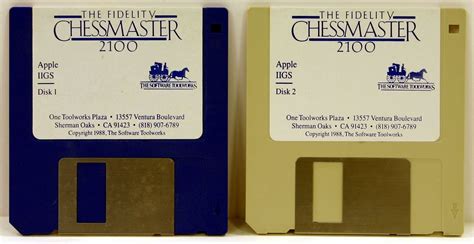 THE FIDELITY
CHESSMASTER
2100
Apple
IIGS
Disk 1
THE SOFTWARE TOOLWORKS
One Toolworks Plaza • 13557 Ventura Boulevard
Sherman Oaks • CA 91423 • (818) 907-6789
Copyright 1988, The Software Toolworks
THE FIDELITY
CHESSMASTER
2100
Apple
IIGS
Disk 2
THE SOFTWARE TOOLWORKS
One Toolworks Plaza • 13557 Ventura Boulevard
Sherman Oaks • CA 91423 • (818) 907-6789
Copyright 1988, The Software Toolworks